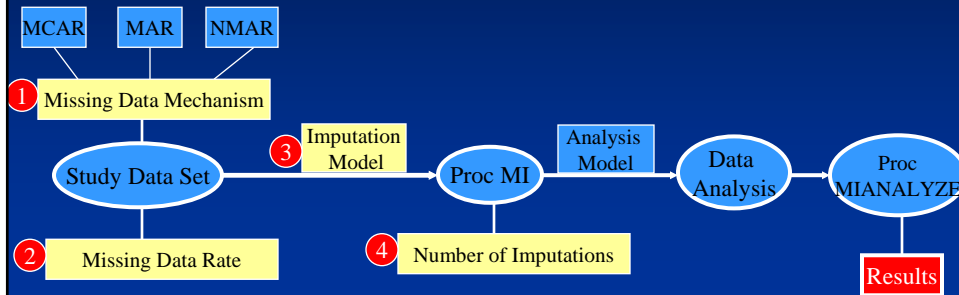 MCAR
MAR
NMAR
1
Missing Data Mechanism
3
Imputation
Model
Analysis
Model
Study Data Set
Proc MI
Data
Analysis
Proc
MIANALYZE
2
Missing Data Rate
4
Number of Imputations
Results